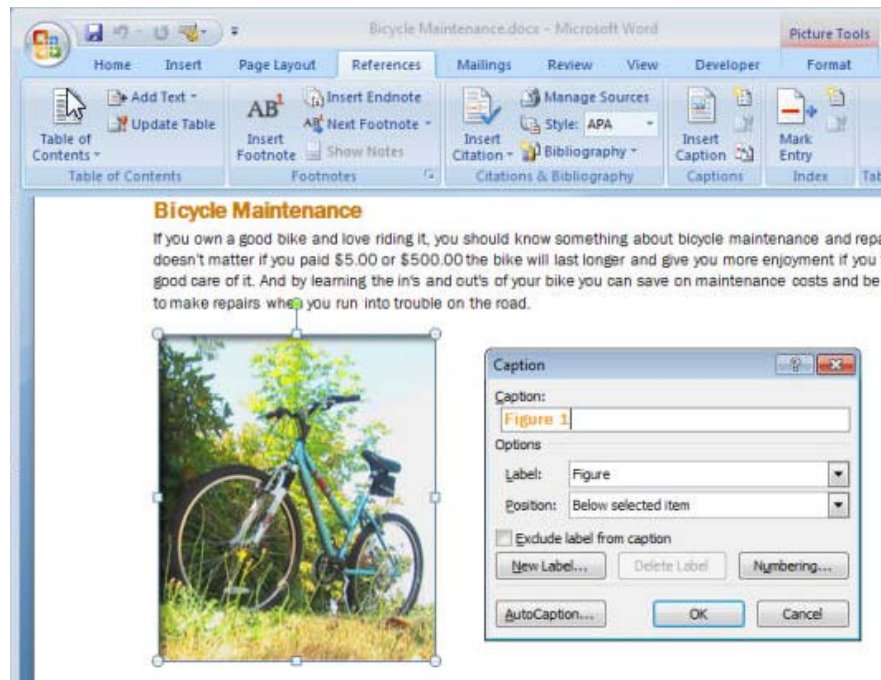 Bicycle Maintenance.docx - Microsoft Word
Picture Tools
Home Insert Page Layout References Mailings Review View Developer Format
Table of Contents
Add Text
Update Table
Table of Contents
AB1
Insert Footnote
Insert Endnote
Next Footnote
Show Notes
Footnotes
Insert Citation
Manage Sources
Style: APA
Bibliography
Citations & Bibliography
Insert Caption
Captions
Mark Entry
Index
Tab
Bicycle Maintenance
If you own a good bike and love riding it, you should know something about bicycle maintenance and repa
doesn't matter if you paid $5.00 or $500.00 the bike will last longer and give you more enjoyment if you
good care of it. And by learning the in's and out's of your bike you can save on maintenance costs and be
to make repairs when you run into trouble on the road.
Caption
Caption:
Figure 1
Options
Label: Figure
Position: Below selected item
Exclude label from caption
New Label... Delete Label Numbering...
AutoCaption... OK Cancel